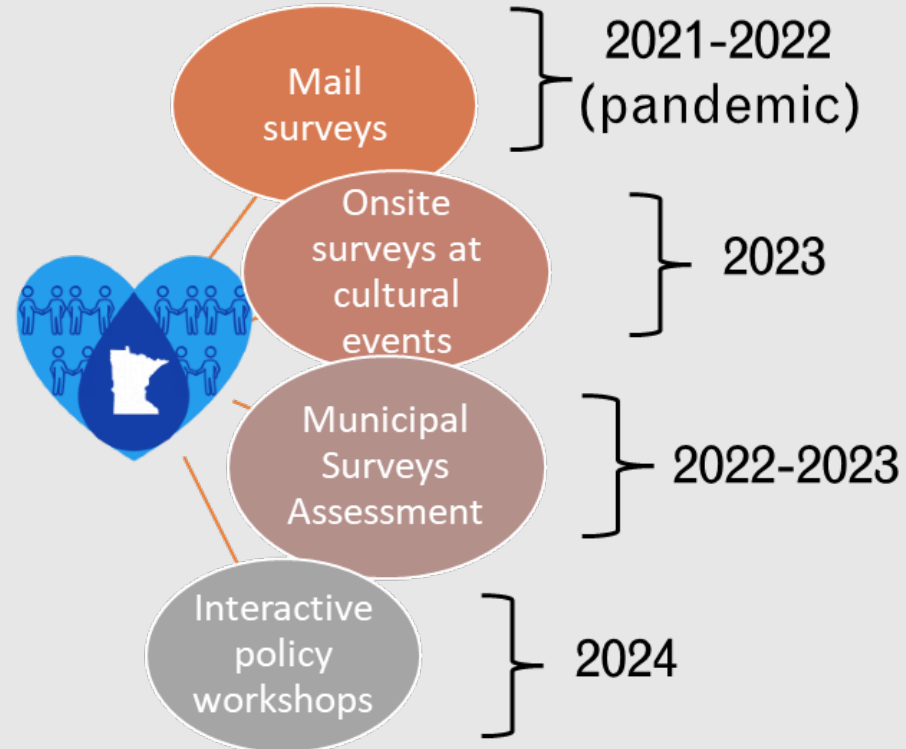 Mail
surveys
2021-2022
(pandemic)
Onsite
surveys at
cultural
events
2023
Municipal
Surveys
Assessment
2022-2023
Interactive
policy
workshops
2024